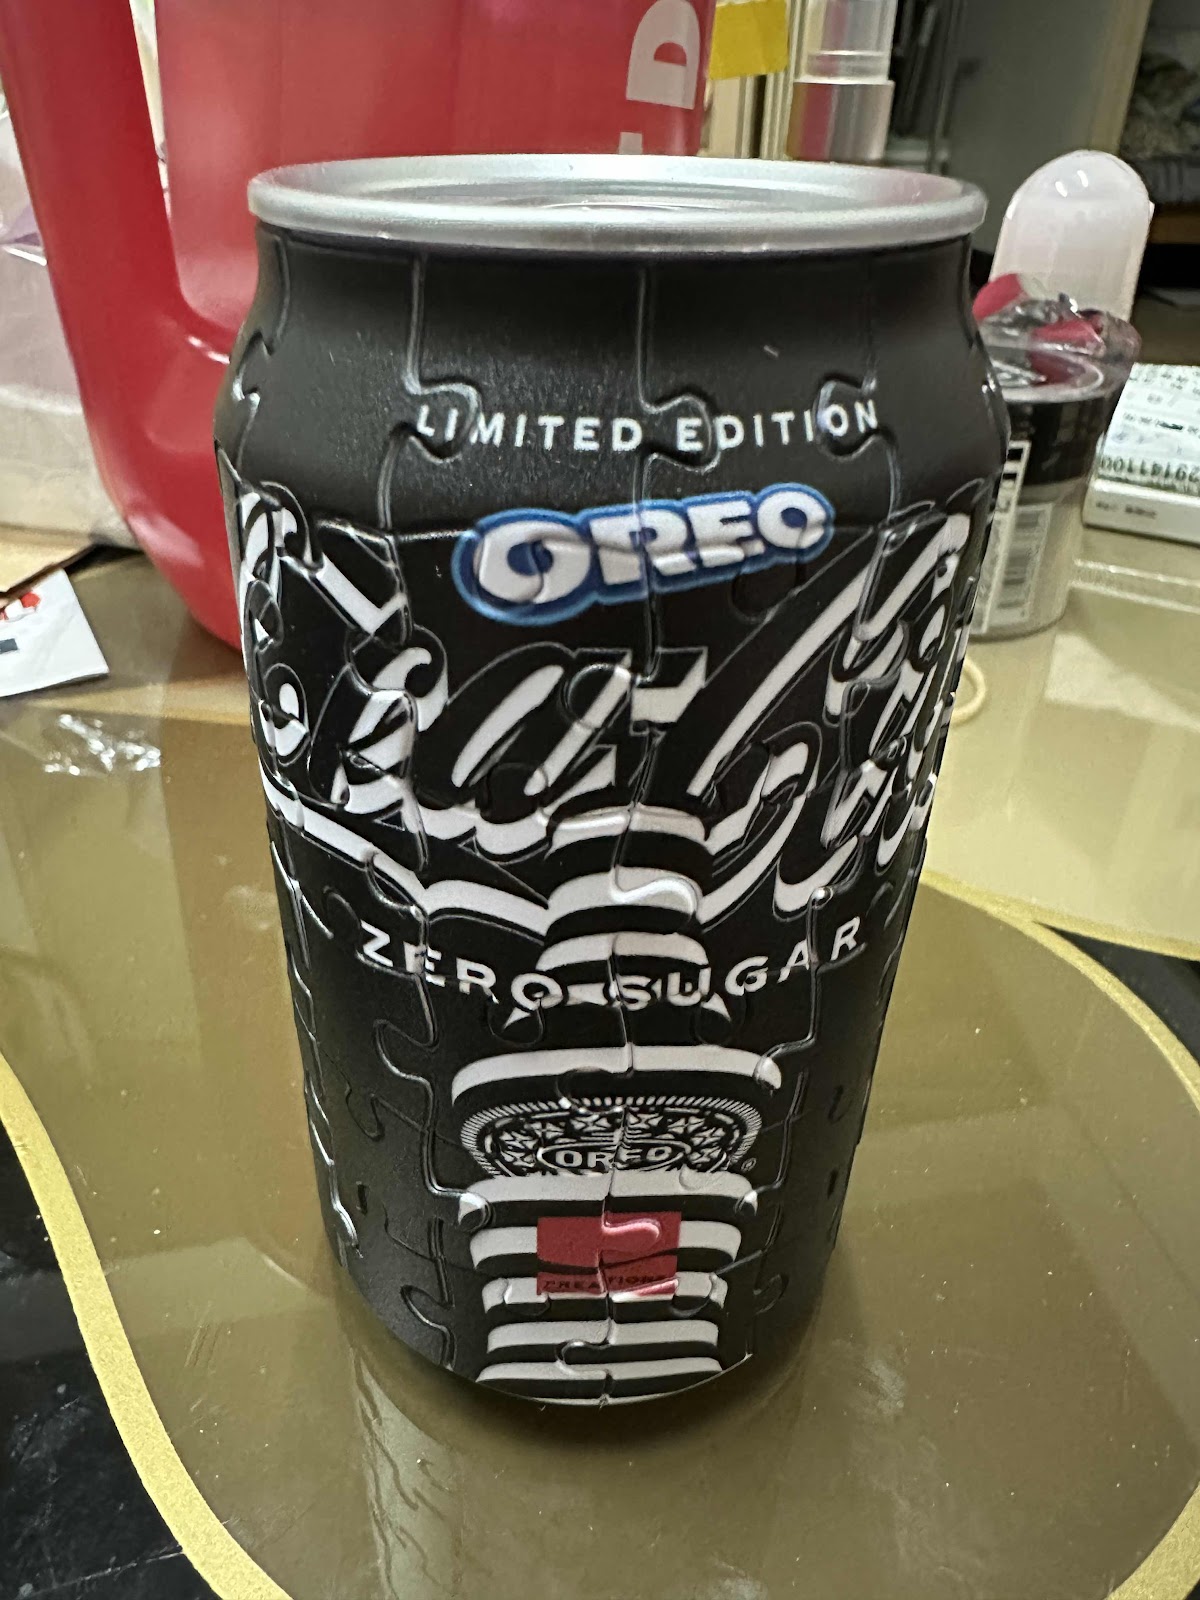 LIMITED EDITION
OREO
Coca-Cola
ZERO SUGAR
OREO
CREATIONS